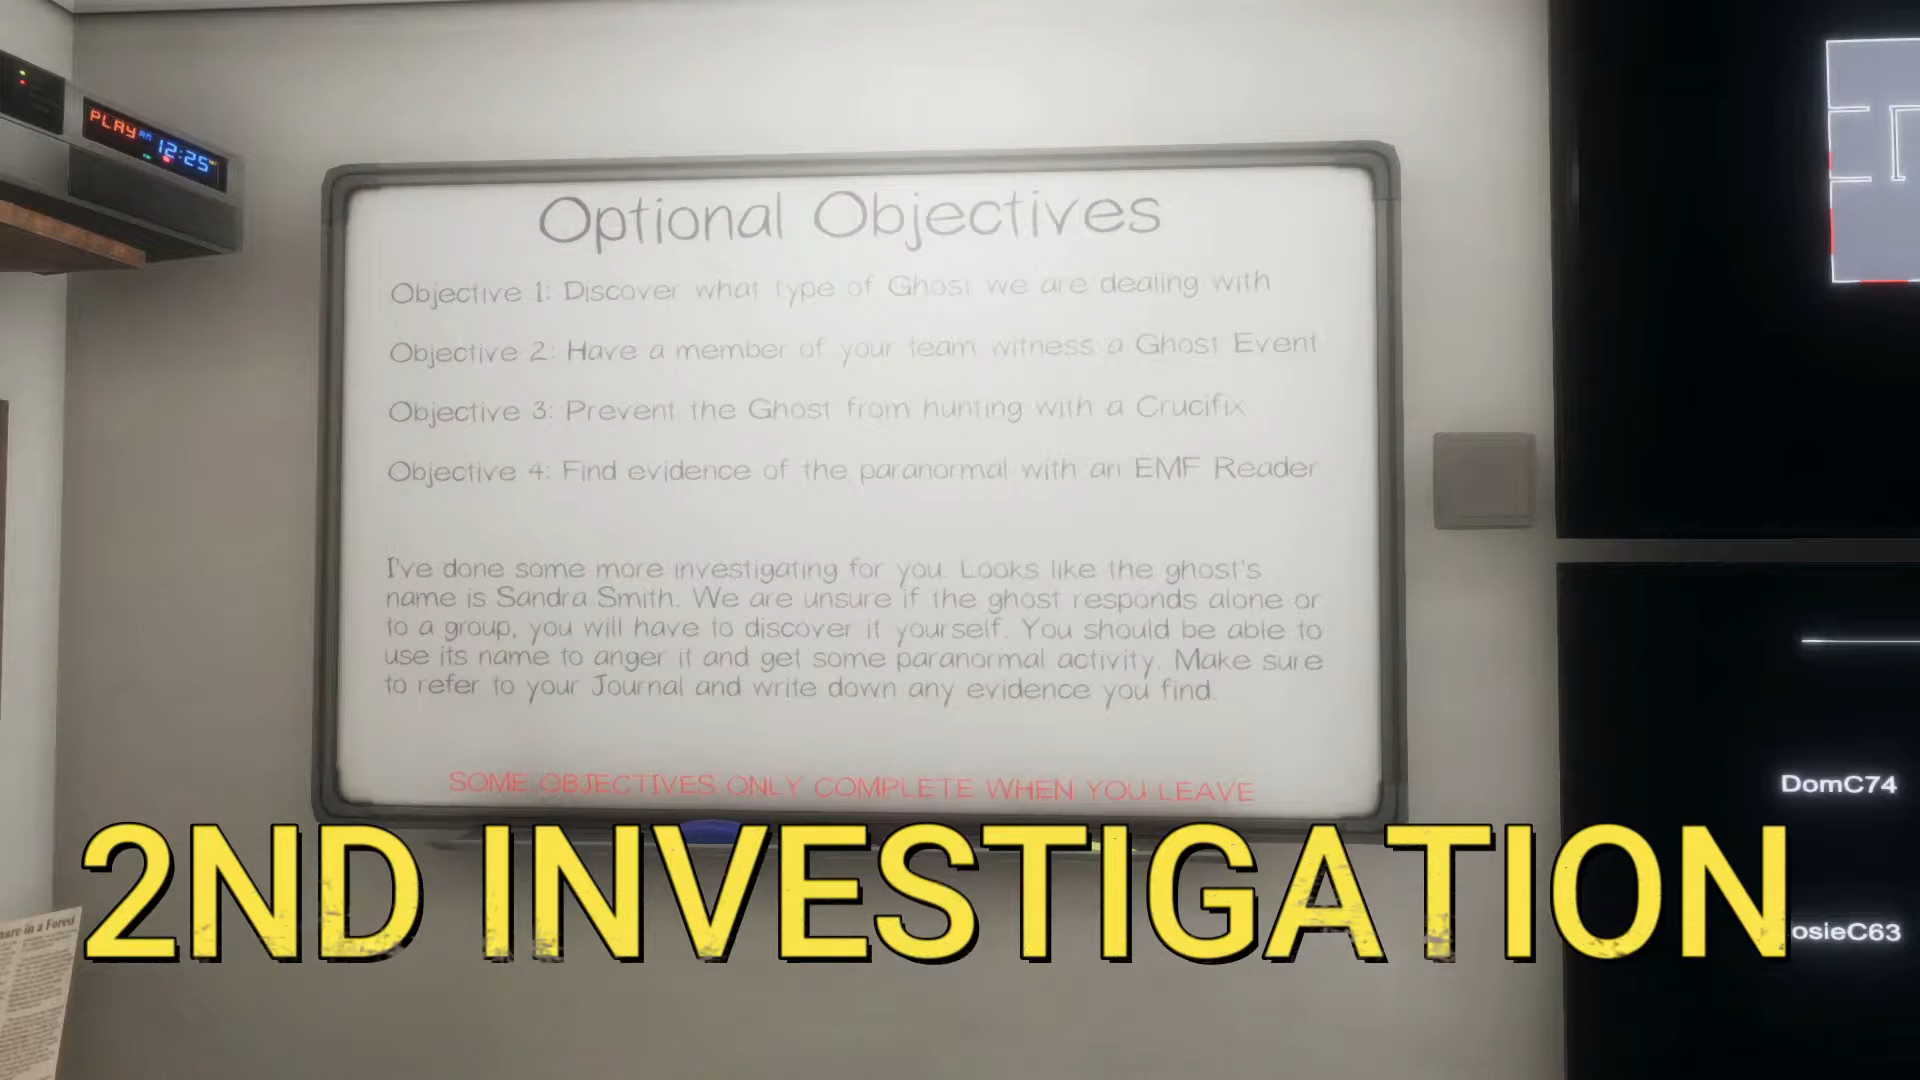 PLAY AM 12:25
Optional Objectives
Objective 1: Discover what type of Ghost we are dealing with
Objective 2: Have a member of your team witness a Ghost Event
Objective 3: Prevent the Ghost from hunting with a Crucifix
Objective 4: Find evidence of the paranormal with an EMF Reader
I've done some more investigating for you. Looks like the ghost's
name is Sandra Smith. We are unsure if the ghost responds alone or
to a group, you will have to discover it yourself. You should be able to
use its name to anger it and get some paranormal activity. Make sure
to refer to your Journal and write down any evidence you find.
SOME OBJECTIVES ONLY COMPLETE WHEN YOU LEAVE
DomC74
2ND INVESTIGATION
osieC63
in a Forest